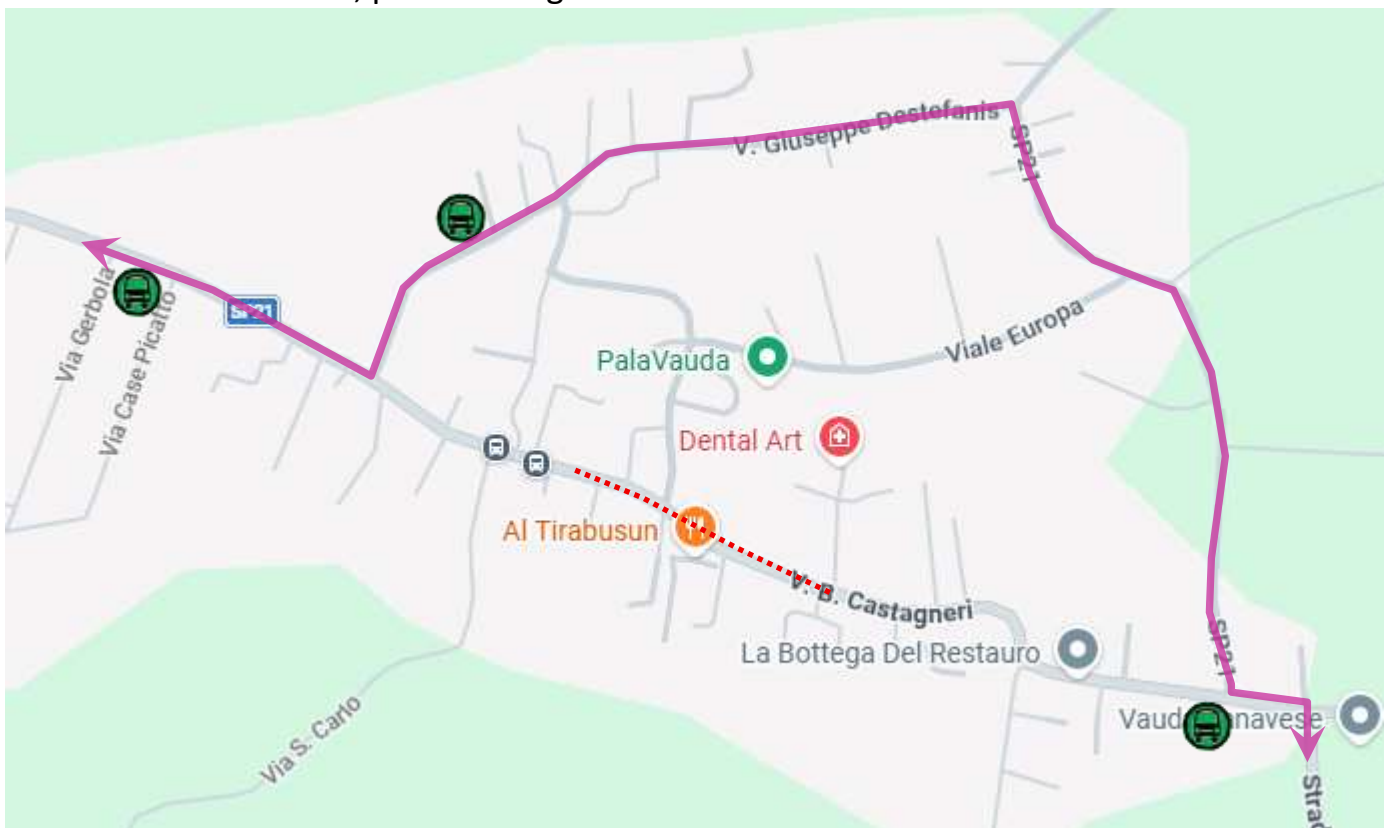 V. Giuseppe Destefanis
SP21
Via Gerbola
Via Case Picatto
SP21
Viale Europa
PalaVauda
Dental Art
Al Tirabusun
V. B. Castagneri
La Bottega Del Restauro
SP21
Via S. Carlo